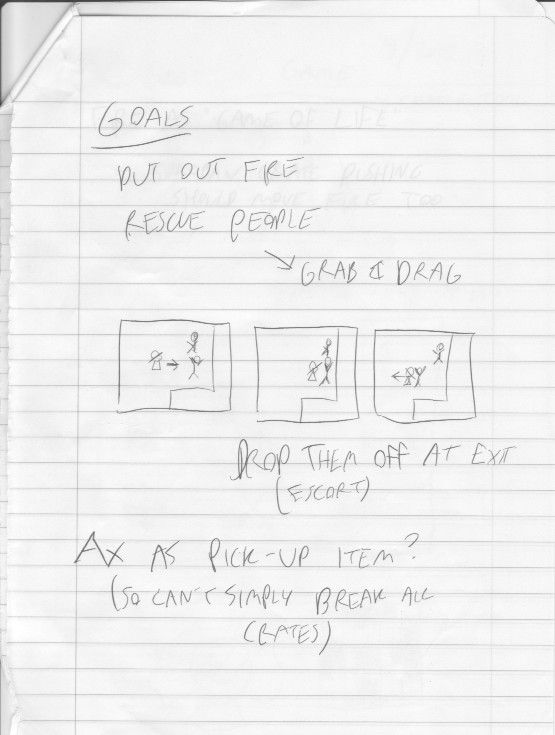 GOALS
PUT OUT FIRE
RESCUE PEOPLE
GRAB & DRAG
DROP THEM OFF AT EXIT
(ESCORT)
AX AS PICK-UP ITEM?
(SO CAN'T SIMPLY BREAK ALL
CRATES)